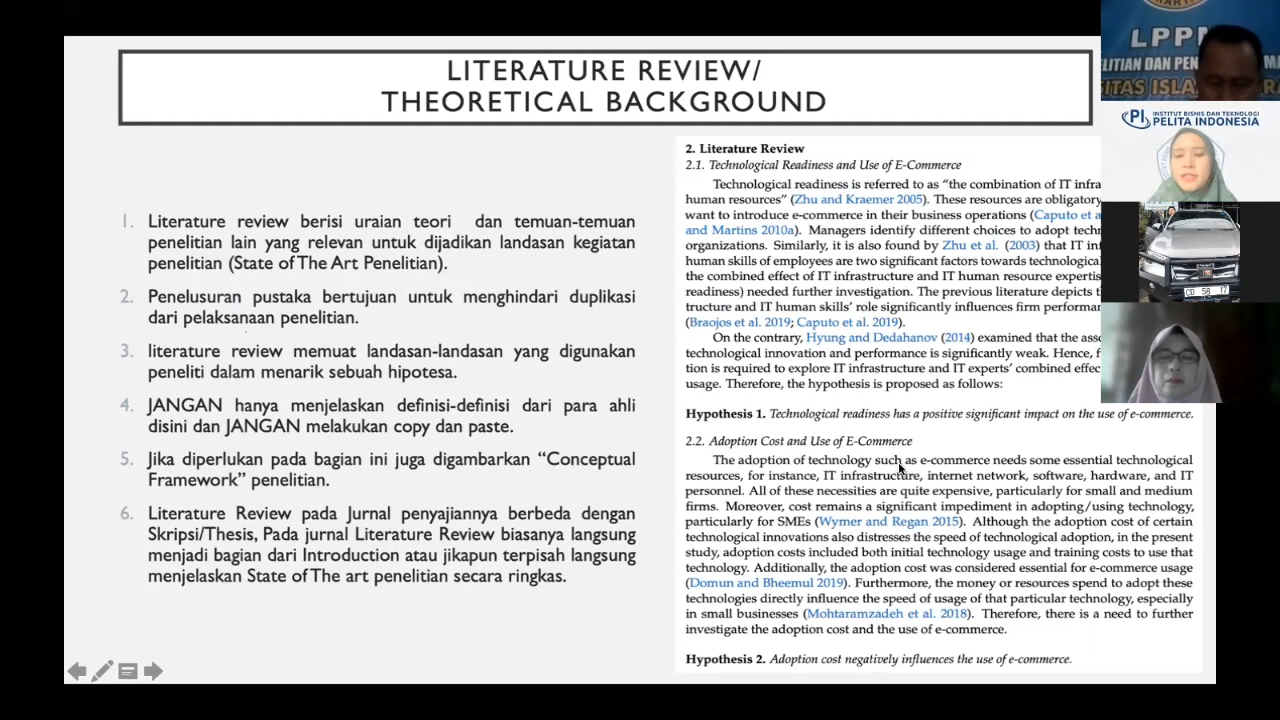 LITERATURE REVIEW/
THEORETICAL BACKGROUND
1. Literature review berisi uraian teori dan temuan-temuan
penelitian lain yang relevan untuk dijadikan landasan kegiatan
penelitian (State of The Art Penelitian).
2. Penelusuran pustaka bertujuan untuk menghindari duplikasi
dari pelaksanaan penelitian.
3. literature review memuat landasan-landasan yang digunakan
peneliti dalam menarik sebuah hipotesa.
4. JANGAN hanya menjelaskan definisi-definisi dari para ahli
disini dan JANGAN melakukan copy dan paste.
5. Jika diperlukan pada bagian ini juga digambarkan “Conceptual
Framework” penelitian.
6. Literature Review pada Jurnal penyajiannya berbeda dengan
Skripsi/Thesis, Pada jurnal Literature Review biasanya langsung
menjadi bagian dari Introduction atau jikapun terpisah langsung
menjelaskan State of The art penelitian secara ringkas.
2. Literature Review
2.1. Technological Readiness and Use of E-Commerce
Technological readiness is referred to as “the combination of IT infra
human resources” (Zhu and Kraemer 2005). These resources are obligatory
want to introduce e-commerce in their business operations (Caputo et a
and Martins 2010a). Managers identify different choices to adopt tech
organizations. Similarly, it is also found by Zhu et al. (2003) that IT in
human skills of employees are two significant factors towards technological
the combined effect of IT infrastructure and IT human resource expertis
readiness) needed further investigation. The previous literature depicts t
tructure and IT human skills’ role significantly influences firm performan
(Braojos et al. 2019; Caputo et al. 2019).
On the contrary, Hyung and Dedahanov (2014) examined that the asso
technological innovation and performance is significantly weak. Hence, f
tion is required to explore IT infrastructure and IT experts’ combined effec
usage. Therefore, the hypothesis is proposed as follows:
Hypothesis 1. Technological readiness has a positive significant impact on the use of e-commerce.
2.2. Adoption Cost and Use of E-Commerce
The adoption of technology such as e-commerce needs some essential technological
resources, for instance, IT infrastructure, internet network, software, hardware, and IT
personnel. All of these necessities are quite expensive, particularly for small and medium
firms. Moreover, cost remains a significant impediment in adopting/using technology,
particularly for SMEs (Wymer and Regan 2015). Although the adoption cost of certain
technological innovations also distresses the speed of technological adoption, in the present
study, adoption costs included both initial technology usage and training costs to use that
technology. Additionally, the adoption cost was considered essential for e-commerce usage
(Domun and Bheemul 2019). Furthermore, the money or resources spend to adopt these
technologies directly influence the speed of usage of that particular technology, especially
in small businesses (Mohtaramzadeh et al. 2018). Therefore, there is a need to further
investigate the adoption cost and the use of e-commerce.
Hypothesis 2. Adoption cost negatively influences the use of e-commerce.
LPP
LITIAN DAN PEN
ITAS ISLA
PI INSTITUT BISNIS DAN TEKNOLOGI
PELITA INDONESIA
CD 58 17